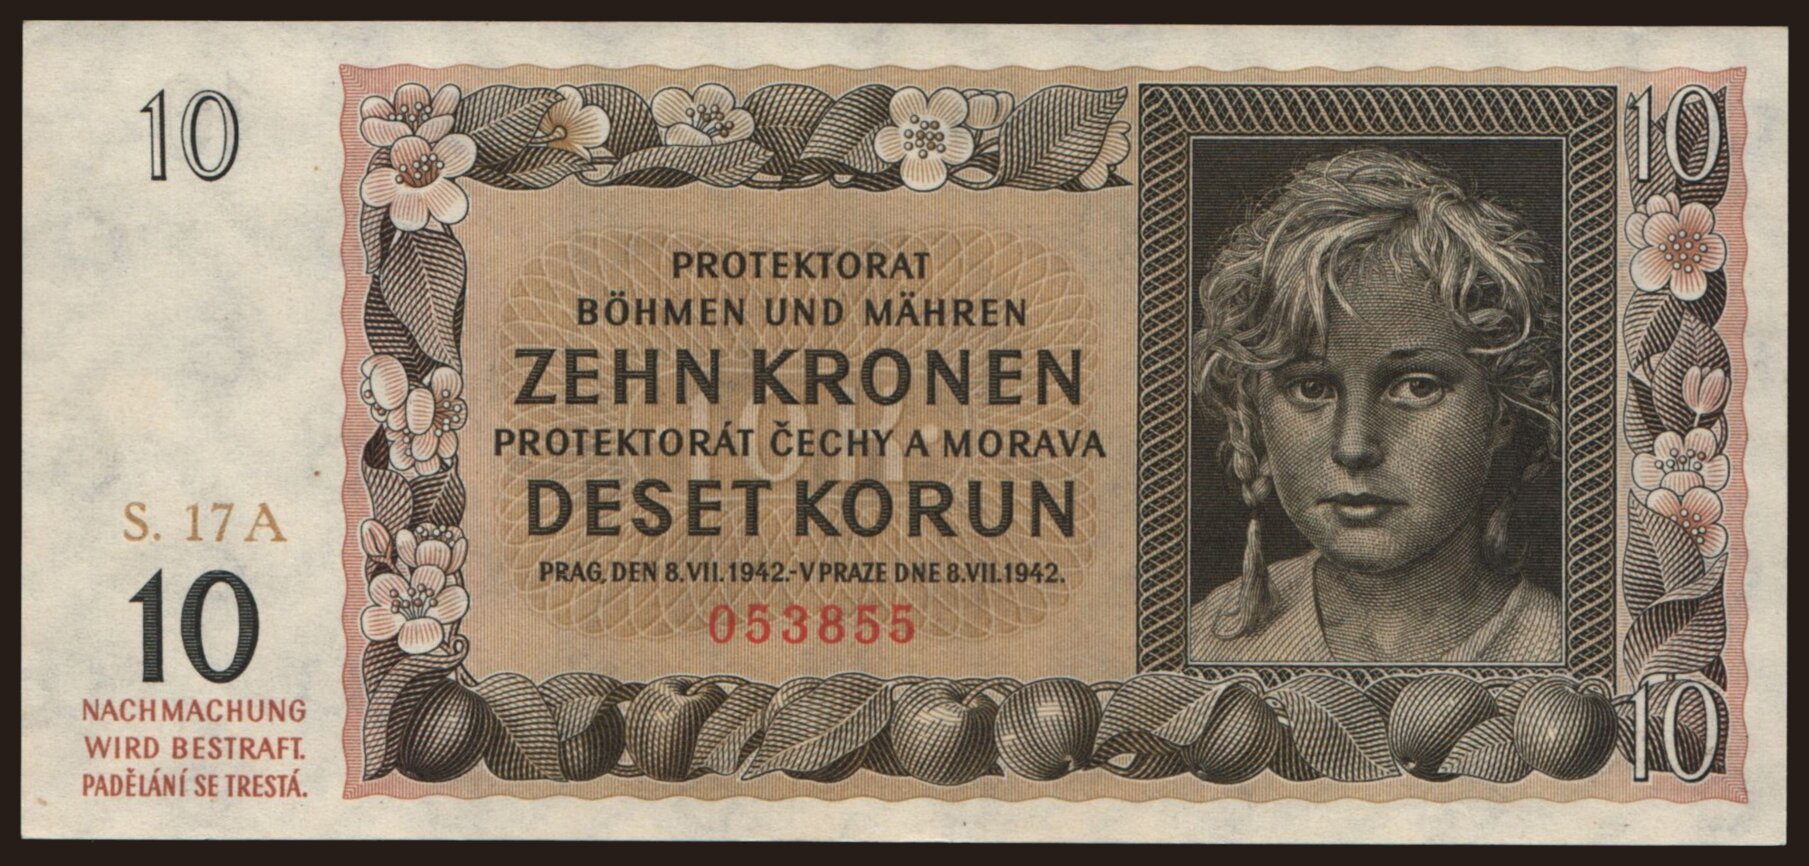 10
10
PROTEKTORAT
BÖHMEN UND MÄHREN
ZEHN KRONEN
PROTEKTORÁT ČECHY A MORAVA
DESET KORUN
PRAG, DEN 8.VII.1942.-V PRAZE DNE 8.VII.1942.
053855
S. 17A
10
NACHMACHUNG
WIRD BESTRAFT.
PADĚLÁNÍ SE TRESTÁ.
10